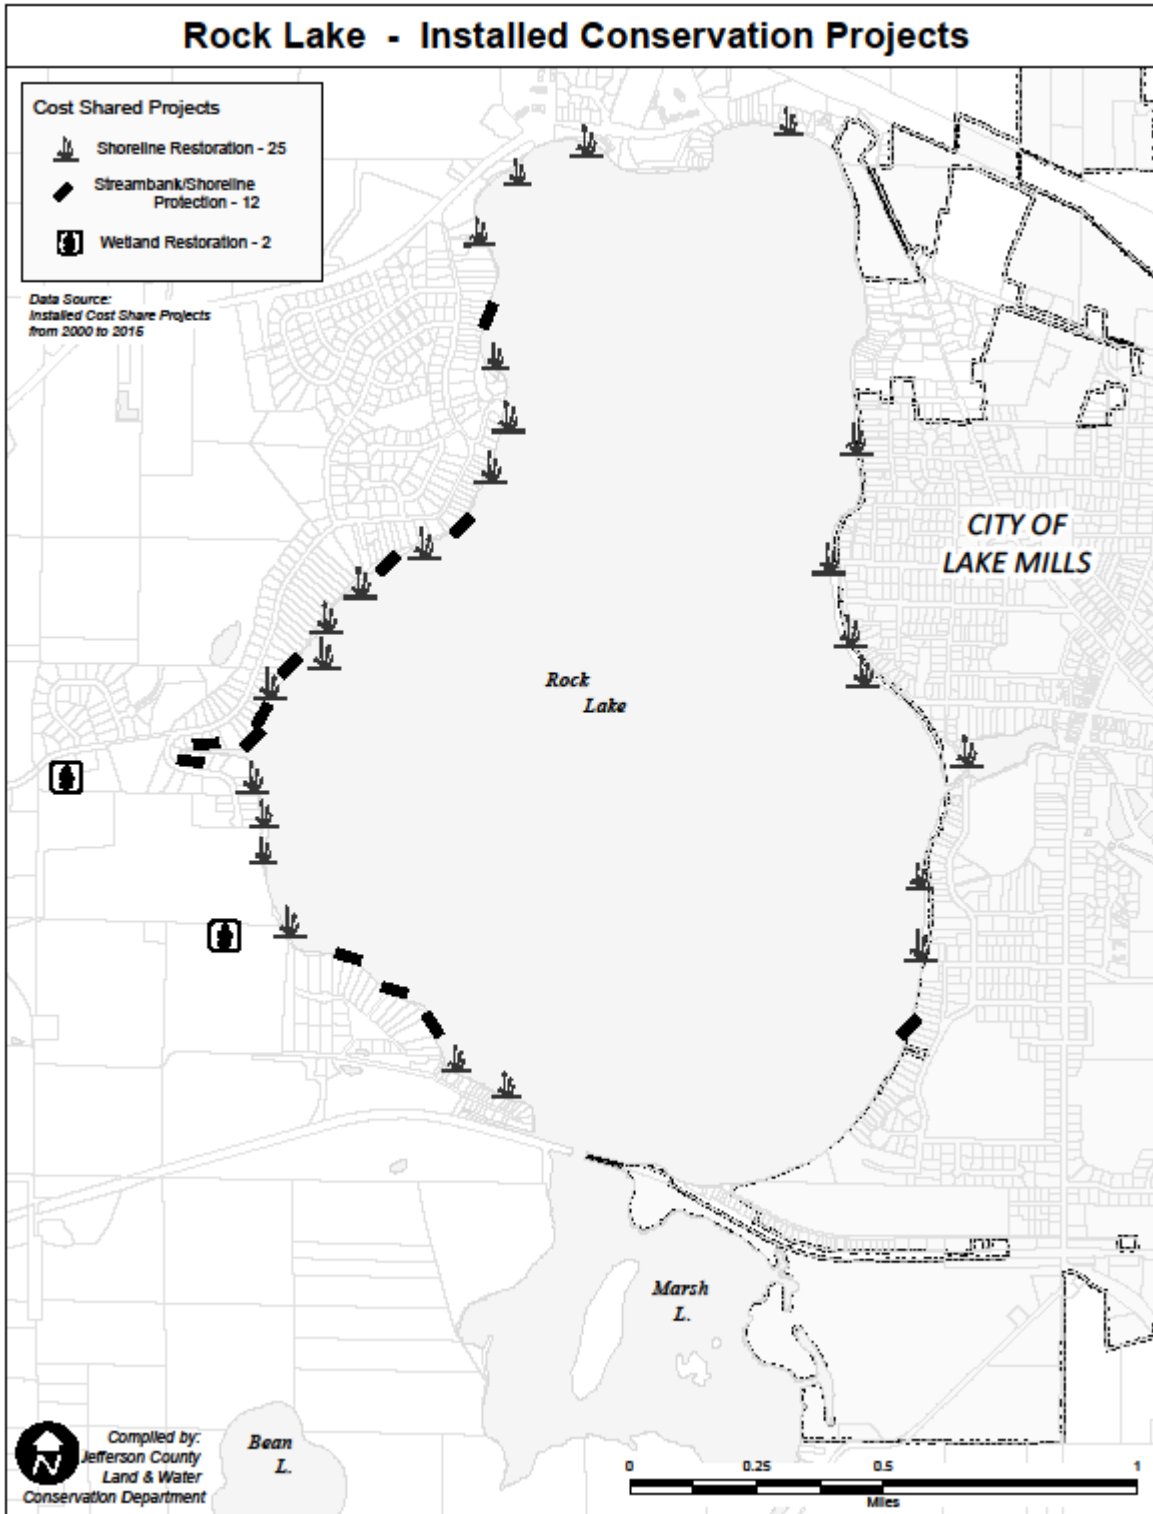 Rock Lake - Installed Conservation Projects
Cost Shared Projects
Shoreline Restoration - 25
Streambank/Shoreline
Protection - 12
Wetland Restoration - 2
Data Source:
Installed Cost Share Projects
from 2000 to 2015
CITY OF
LAKE MILLS
Rock
Lake
Marsh
L.
Bean
L.
N
Compiled by:
Jefferson County
Land & Water
Conservation Department
0 0.25 0.5 1
Miles